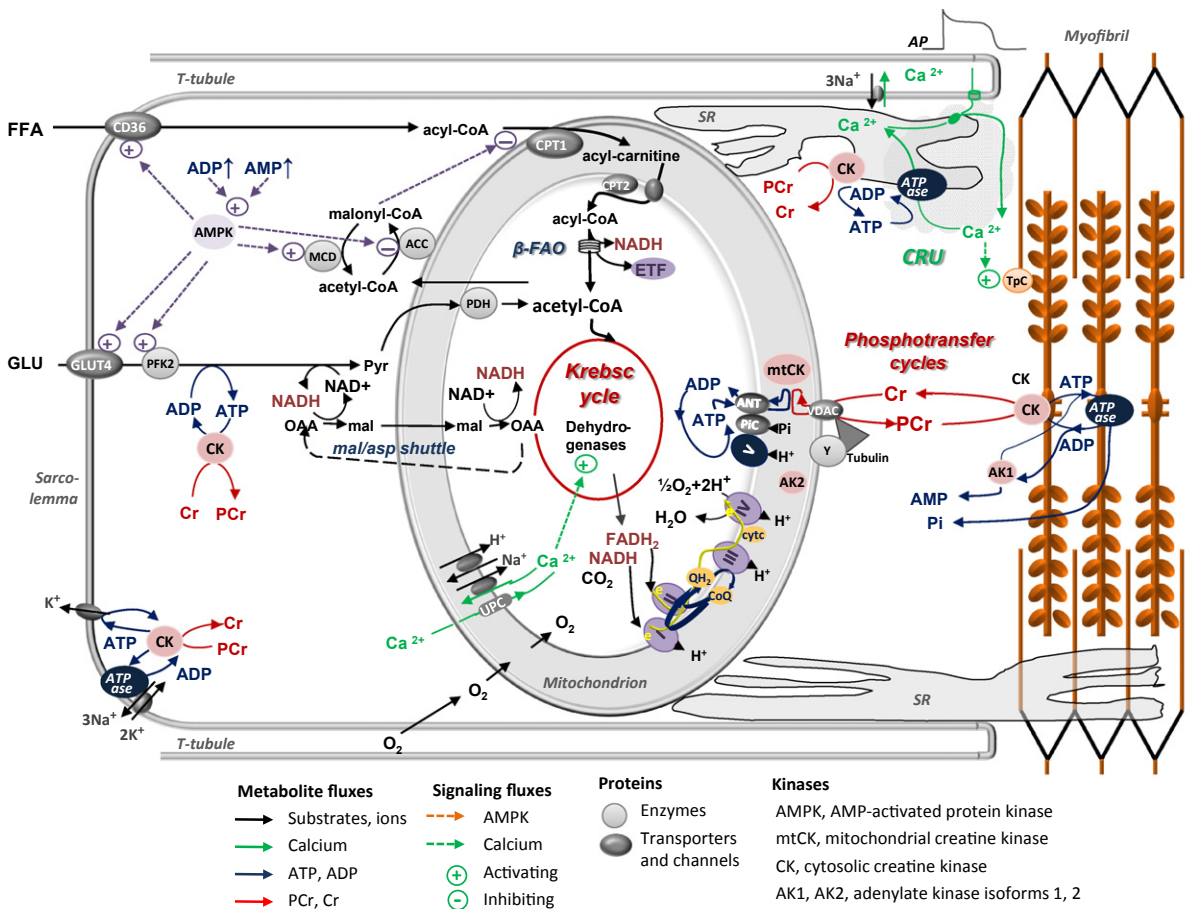 AP
Myofibril
T-tubule
3Na+
Ca 2+
SR
FFA
CD36
acyl-CoA
CPT1
acyl-carnitine
Ca 2+
+
−
ADP↑ AMP↑
+
CPT2
PCr
CK
ADP
ATP
ase
Cr
ATP
Ca 2+
CRU
+
TpC
AMPK
malonyl-CoA
acyl-CoA
+
MCD
−
ACC
β-FAO
NADH
ETF
acetyl-CoA
PDH
acetyl-CoA
GLU
GLUT4
+
PFK2
+
Pyr
Krebsc
ycle
Dehydro-
genases
+
Phosphotransfer
cycles
NAD+
NADH
NADH
NAD+
OAA
mal
mal
OAA
mal/asp shuttle
ADP
ATP
CK
Cr
PCr
mtCK
ADP
ATP
ANT
PiC
Pi
V
H+
VDAC
Y
Tubulin
AK2
Cr
PCr
CK
CK
ATP
ATP
ase
ADP
AK1
AMP
Pi
Sarco-
lemma
½O2+2H+
H2O
IV
H+
cytc
III
H+
FADH2
NADH
CO2
QH2
CoQ
e
II
e
I
e
H+
H+
Na+
Ca 2+
UPC
Ca 2+
O2
O2
O2
Mitochondrion
K+
ATP
CK
Cr
PCr
ATP
ase
ADP
3Na+
2K+
SR
T-tubule
Metabolite fluxes
Substrates, ions
Calcium
ATP, ADP
PCr, Cr
Signaling fluxes
AMPK
Calcium
+ Activating
− Inhibiting
Proteins
Enzymes
Transporters
and channels
Kinases
AMPK, AMP-activated protein kinase
mtCK, mitochondrial creatine kinase
CK, cytosolic creatine kinase
AK1, AK2, adenylate kinase isoforms 1, 2